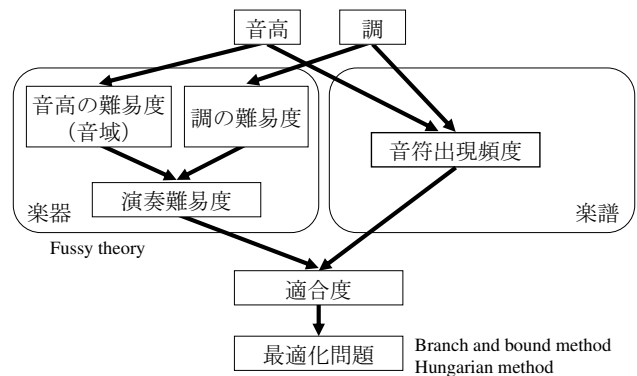 音高
調
音高の難易度
(音域)
調の難易度
音符出現頻度
演奏難易度
楽器
楽譜
Fussy theory
適合度
最適化問題
Branch and bound method
Hungarian method